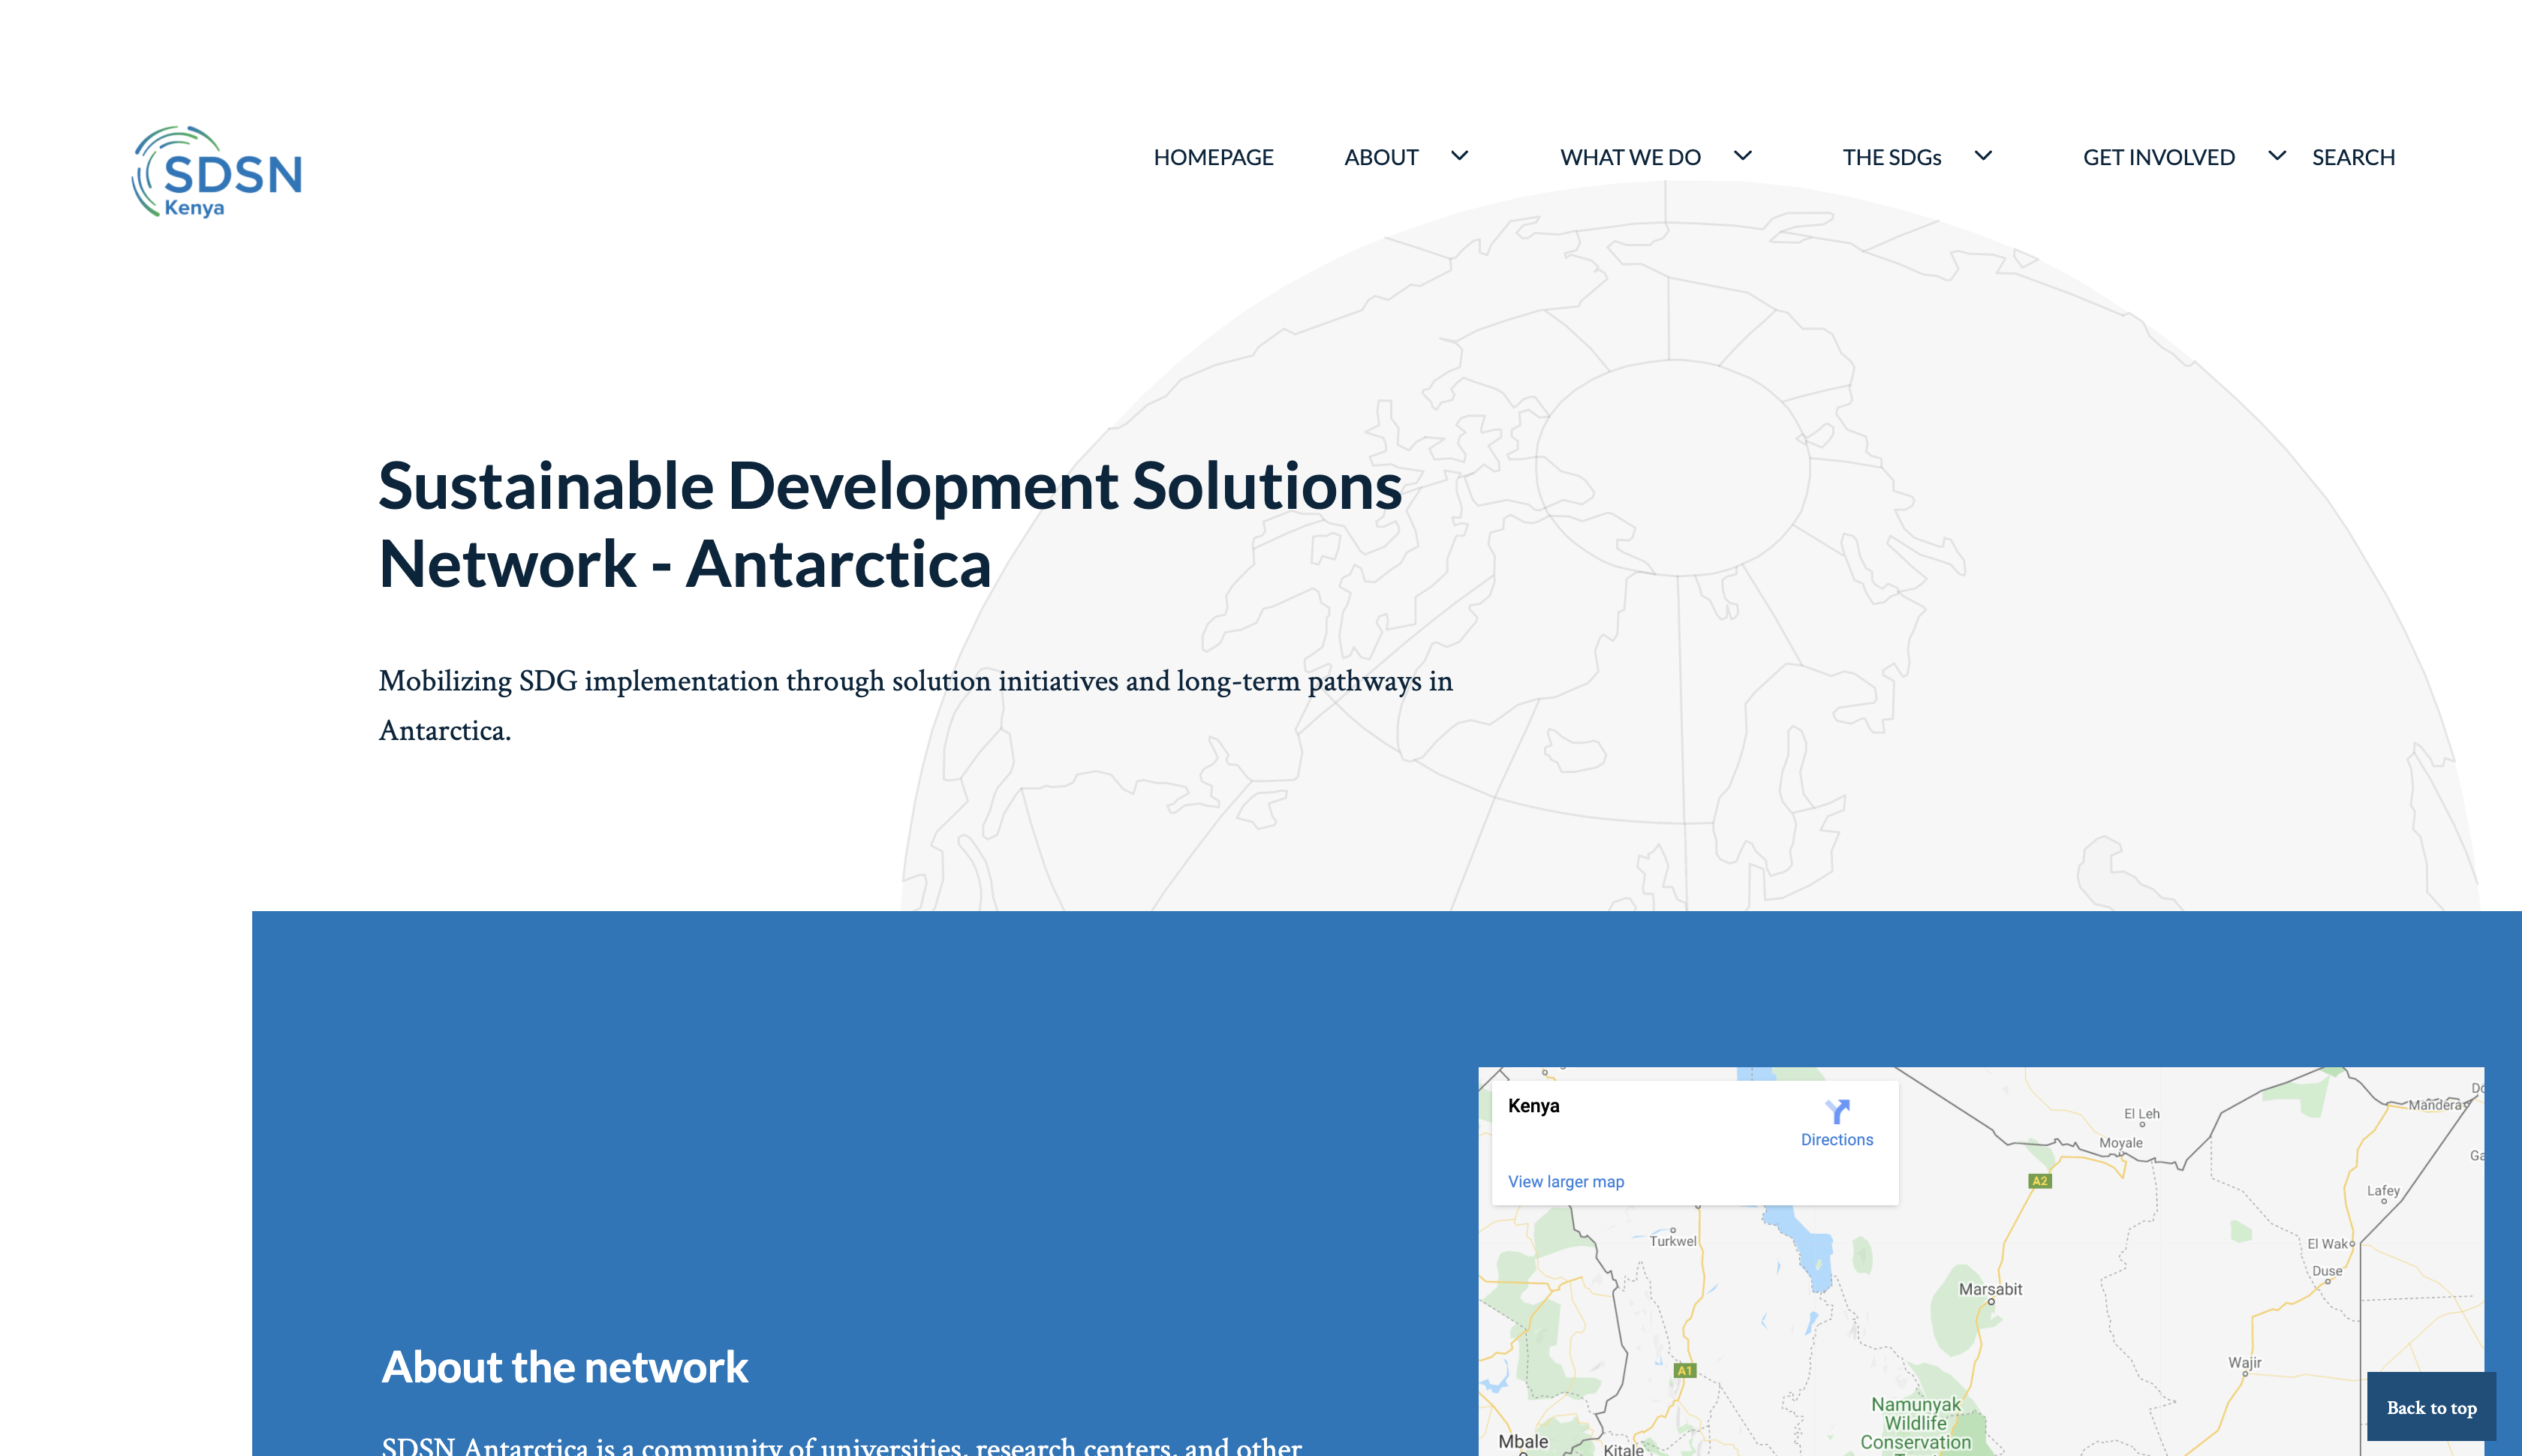 SDSN
Kenya
HOMEPAGE
ABOUT
WHAT WE DO
THE SDGs
GET INVOLVED
SEARCH
Sustainable Development Solutions
Network - Antarctica
Mobilizing SDG implementation through solution initiatives and long-term pathways in
Antarctica.
About the network
SDSN Antarctica is a community of universities, research centers, and other
Kenya
Directions
View larger map
El Leh
Mandera
Moyale
A2
Lafey
Turkwel
El Wak
Duse
Marsabit
A1
Wajir
Namunyak
Wildlife
Conservation
Mbale
Kitale
Back to top